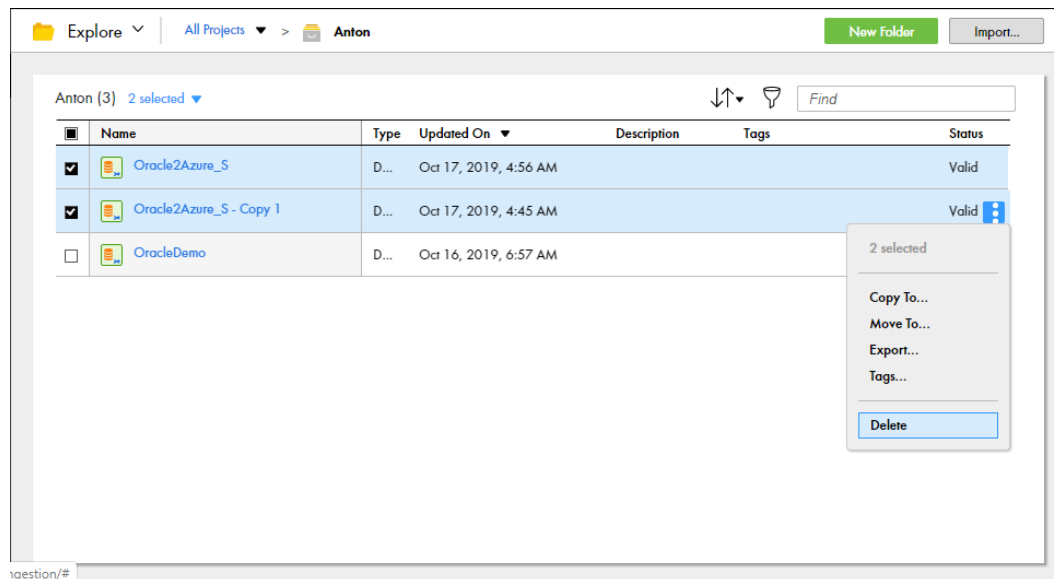 Explore All Projects > Anton New Folder Import...
Anton (3) 2 selected Find
Name Type Updated On Description Tags Status
Oracle2Azure_S D... Oct 17, 2019, 4:56 AM Valid
Oracle2Azure_S - Copy 1 D... Oct 17, 2019, 4:45 AM Valid
OracleDemo D... Oct 16, 2019, 6:57 AM
2 selected
Copy To...
Move To...
Export...
Tags...
Delete
ngestion/#